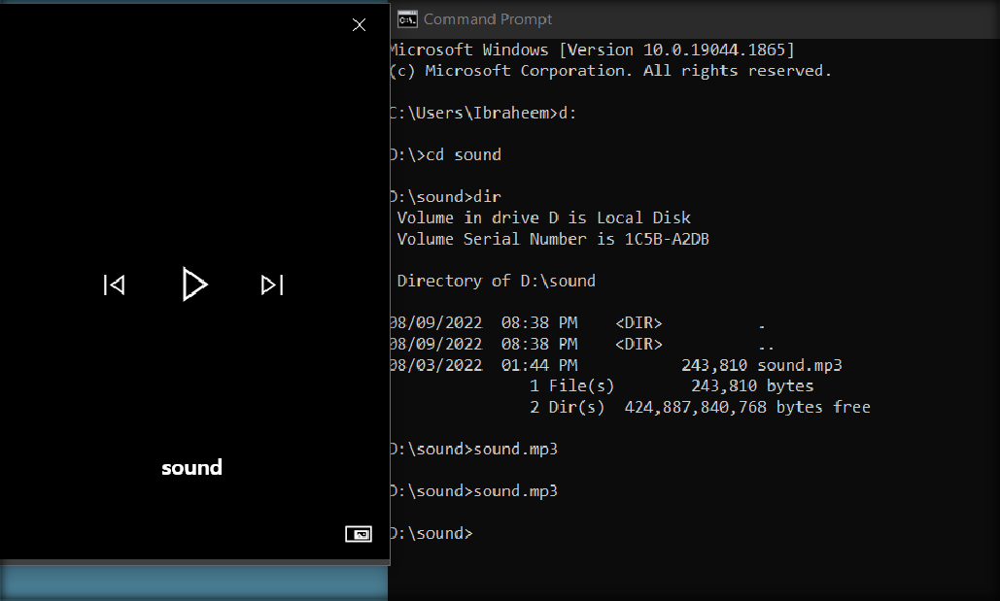 Command Prompt
Microsoft Windows [Version 10.0.19044.1865]
(c) Microsoft Corporation. All rights reserved.
C:\Users\Ibraheem>d:
D:\>cd sound
D:\sound>dir
Volume in drive D is Local Disk
Volume Serial Number is 1C5B-A2DB
Directory of D:\sound
08/09/2022  08:38 PM    <DIR>          .
08/09/2022  08:38 PM    <DIR>          ..
08/03/2022  01:44 PM           243,810 sound.mp3
1 File(s)        243,810 bytes
2 Dir(s)  424,887,840,768 bytes free
D:\sound>sound.mp3
D:\sound>sound.mp3
D:\sound>
sound